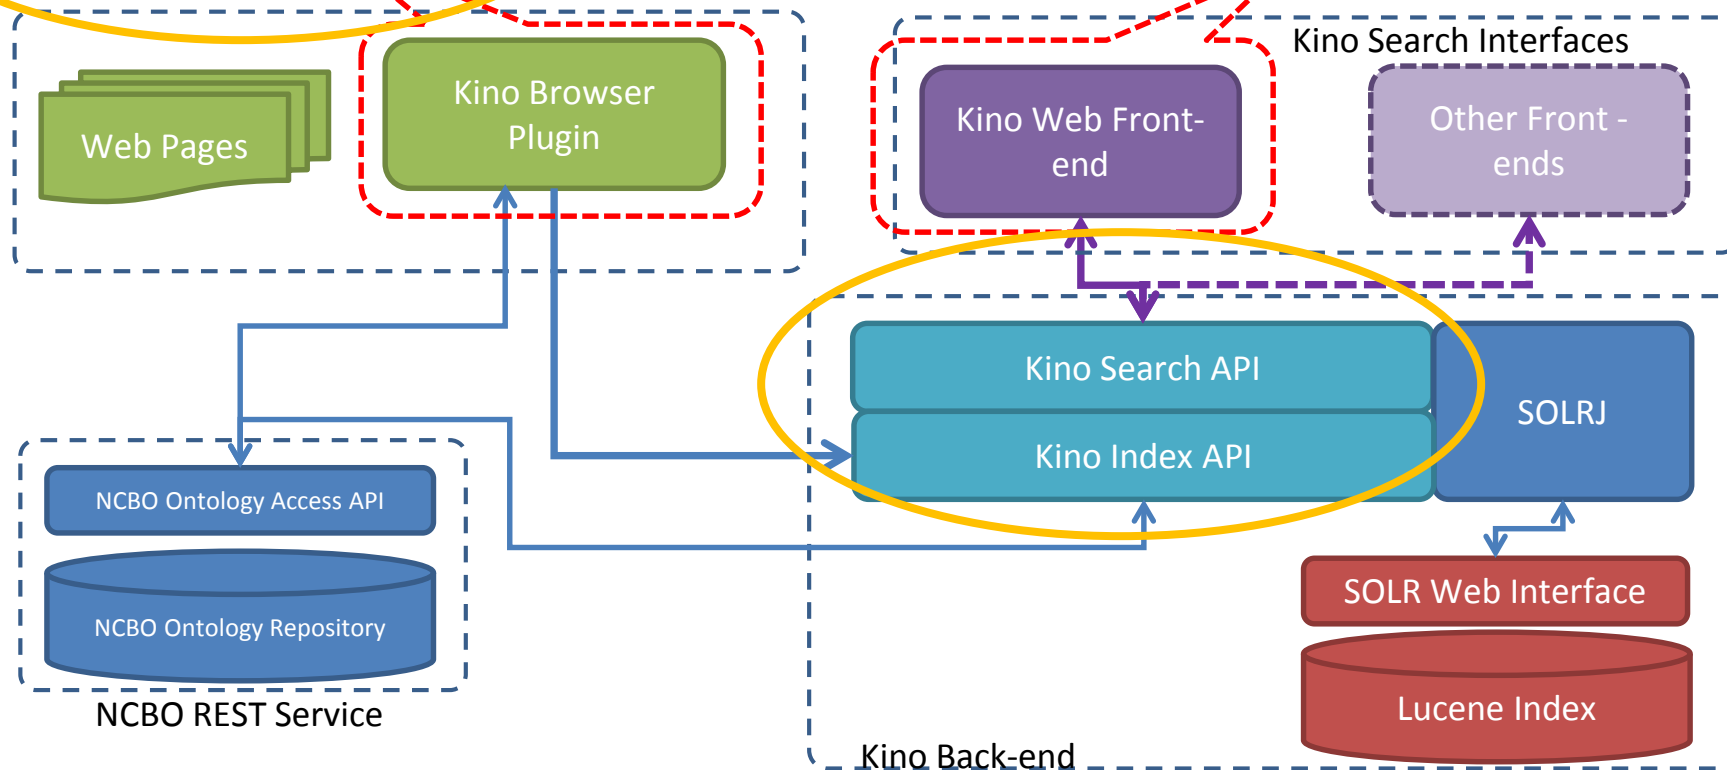 Kino Search Interfaces
Web Pages
Kino Browser
Plugin
Kino Web Front-
end
Other Front -
ends
Kino Search API
Kino Index API
SOLRJ
NCBO Ontology Access API
NCBO Ontology Repository
NCBO REST Service
SOLR Web Interface
Lucene Index
Kino Back-end